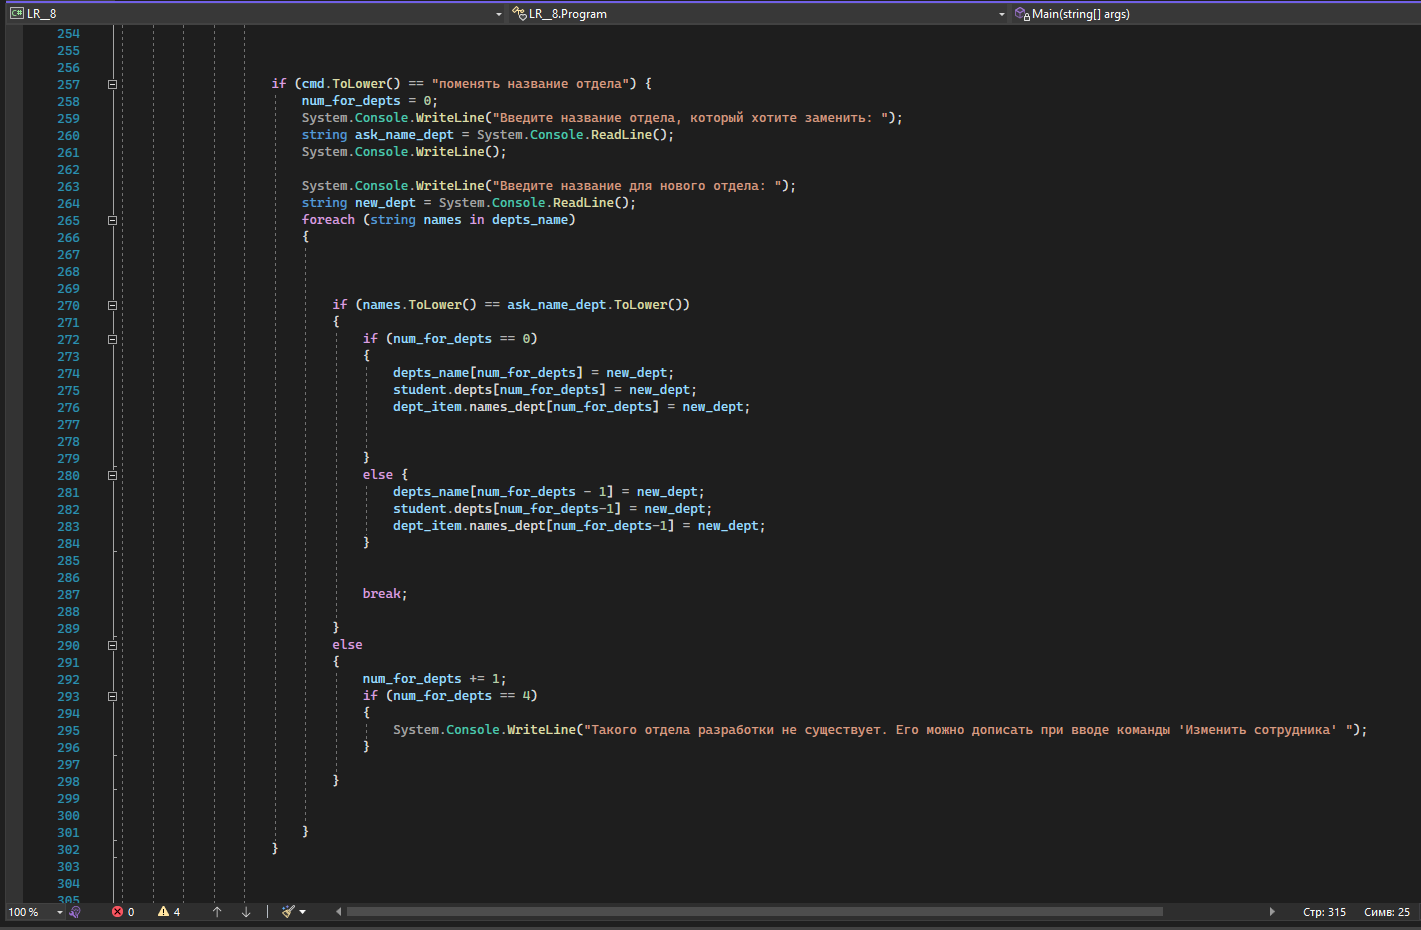 LR__8 LR__8.Program Main(string[] args)
254
255
256
257 if (cmd.ToLower() == "поменять название отдела") {
258 num_for_depts = 0;
259 System.Console.WriteLine("Введите название отдела, который хотите заменить: ");
260 string ask_name_dept = System.Console.ReadLine();
261 System.Console.WriteLine();
262
263 System.Console.WriteLine("Введите название для нового отдела: ");
264 string new_dept = System.Console.ReadLine();
265 foreach (string names in depts_name)
266 {
267
268
269
270 if (names.ToLower() == ask_name_dept.ToLower())
271 {
272 if (num_for_depts == 0)
273 {
274 depts_name[num_for_depts] = new_dept;
275 student.depts[num_for_depts] = new_dept;
276 dept_item.names_dept[num_for_depts] = new_dept;
277
278
279 }
280 else {
281 depts_name[num_for_depts - 1] = new_dept;
282 student.depts[num_for_depts-1] = new_dept;
283 dept_item.names_dept[num_for_depts-1] = new_dept;
284 }
285
286
287 break;
288
289 }
290 else
291 {
292 num_for_depts += 1;
293 if (num_for_depts == 4)
294 {
295 System.Console.WriteLine("Такого отдела разработки не существует. Его можно дописать при вводе команды 'Изменить сотрудника' ");
296 }
297
298 }
299
300
301 }
302 }
303
304
305
100 % 0 4 Стр: 315 Симв: 25